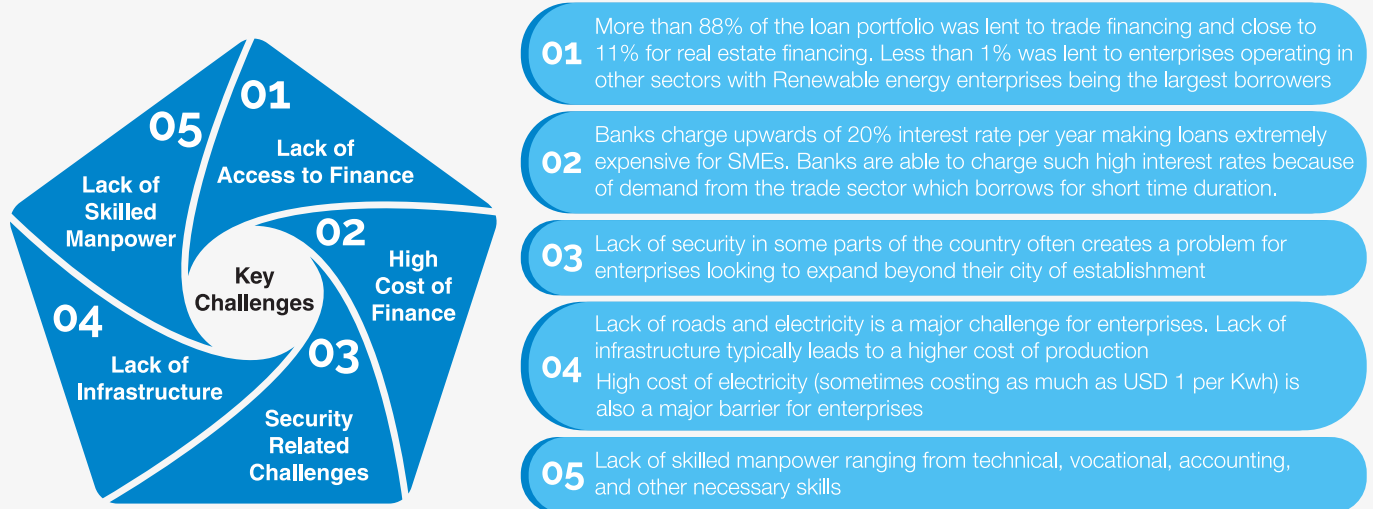 01
Lack of
Access to Finance
02
High
Cost of
Finance
03
Security
Related
Challenges
04
Lack of
Infrastructure
05
Lack of
Skilled
Manpower
Key
Challenges
01
More than 88% of the loan portfolio was lent to trade financing and close to
11% for real estate financing. Less than 1% was lent to enterprises operating in
other sectors with Renewable energy enterprises being the largest borrowers
02
Banks charge upwards of 20% interest rate per year making loans extremely
expensive for SMEs. Banks are able to charge such high interest rates because
of demand from the trade sector which borrows for short time duration.
03
Lack of security in some parts of the country often creates a problem for
enterprises looking to expand beyond their city of establishment
04
Lack of roads and electricity is a major challenge for enterprises. Lack of
infrastructure typically leads to a higher cost of production
High cost of electricity (sometimes costing as much as USD 1 per Kwh) is
also a major barrier for enterprises
05
Lack of skilled manpower ranging from technical, vocational, accounting,
and other necessary skills